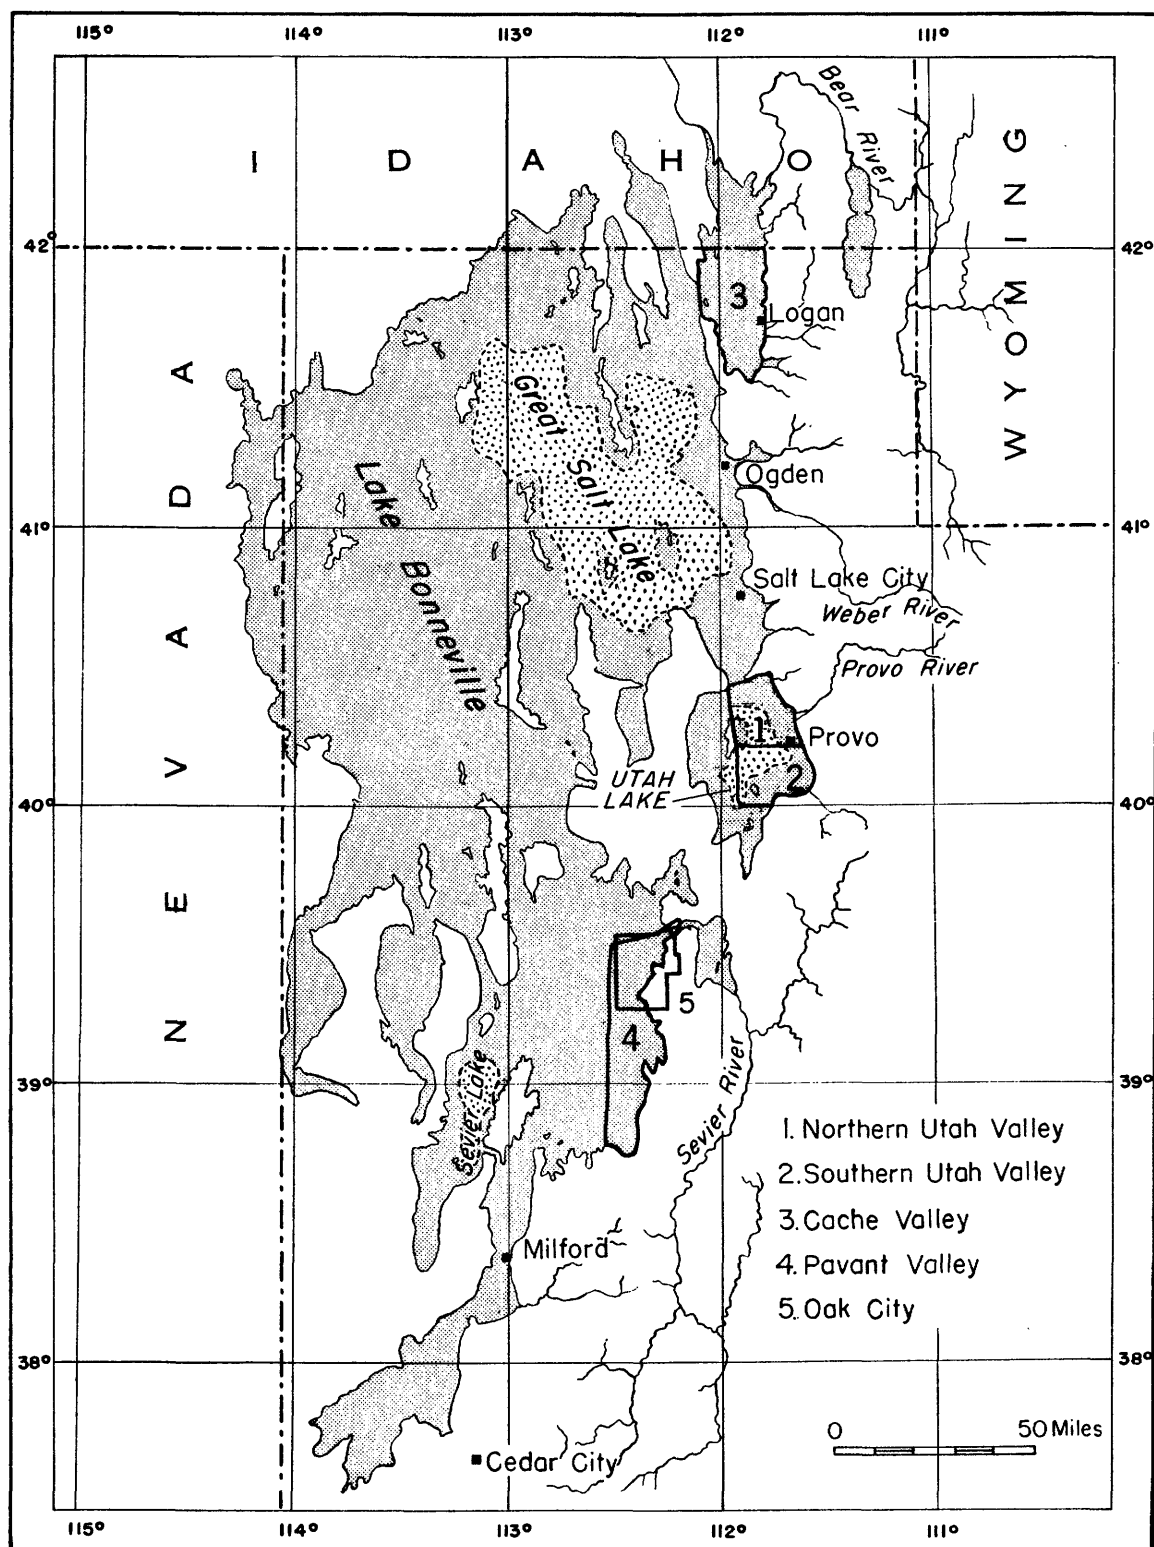 115° 114° 113° 112° 111°
Bear River
I D A H O
WYOMING
42° 42°
3
Logan
NEVADA
Great Salt Lake
Ogden
Lake Bonneville
41° 41°
Salt Lake City
Weber River
Provo River
1
Provo
UTAH
LAKE
2
40° 40°
5
4
Sevier River
39° 39°
Sevier Lake
1. Northern Utah Valley
2. Southern Utah Valley
3. Cache Valley
4. Pavant Valley
5. Oak City
Milford
38° 38°
0 50 Miles
Cedar City
115° 114° 113° 112° 111°